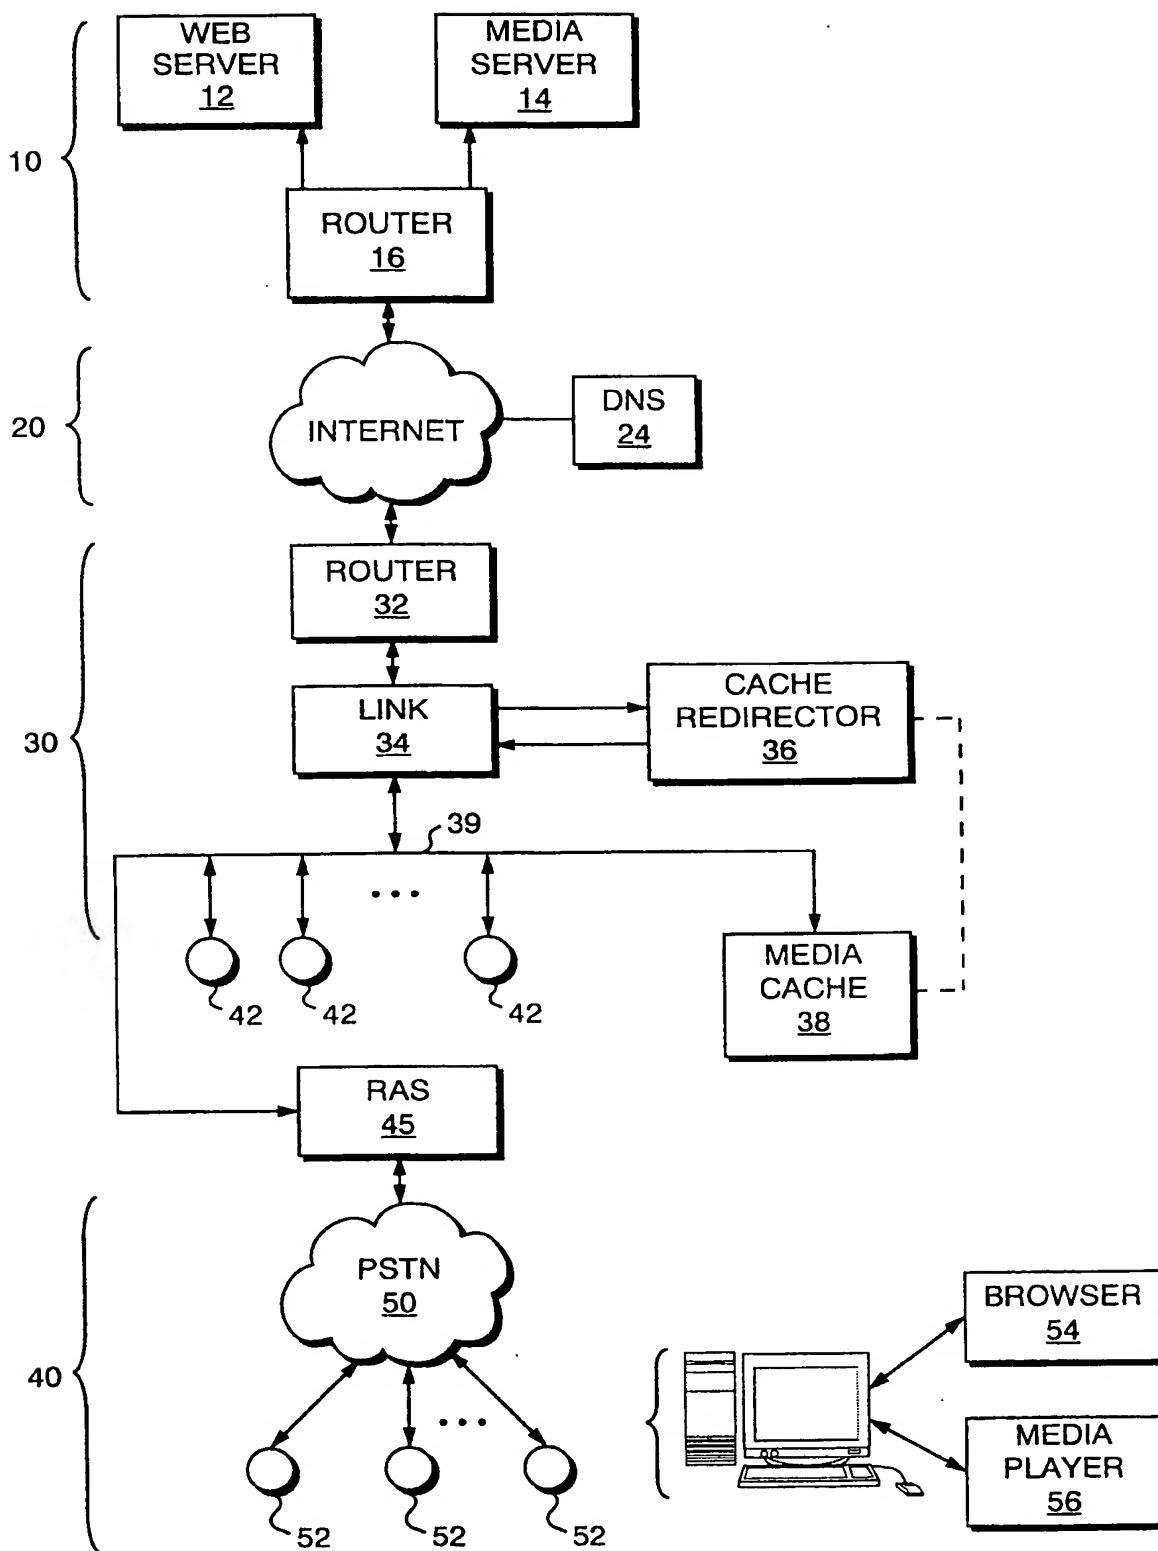 WEB
SERVER
12
MEDIA
SERVER
14
10
ROUTER
16
20
INTERNET
DNS
24
ROUTER
32
30
LINK
34
CACHE
REDIRECTOR
36
39
42
42
42
MEDIA
CACHE
38
RAS
45
PSTN
50
40
52
52
52
BROWSER
54
MEDIA
PLAYER
56